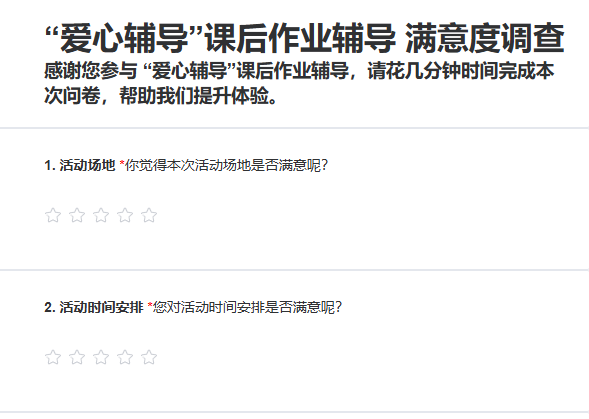 “爱心辅导”课后作业辅导 满意度调查
感谢您参与 “爱心辅导”课后作业辅导，请花几分钟时间完成本
次问卷，帮助我们提升体验。
1. 活动场地 *你觉得本次活动场地是否满意呢?
2. 活动时间安排 *您对活动时间安排是否满意呢?